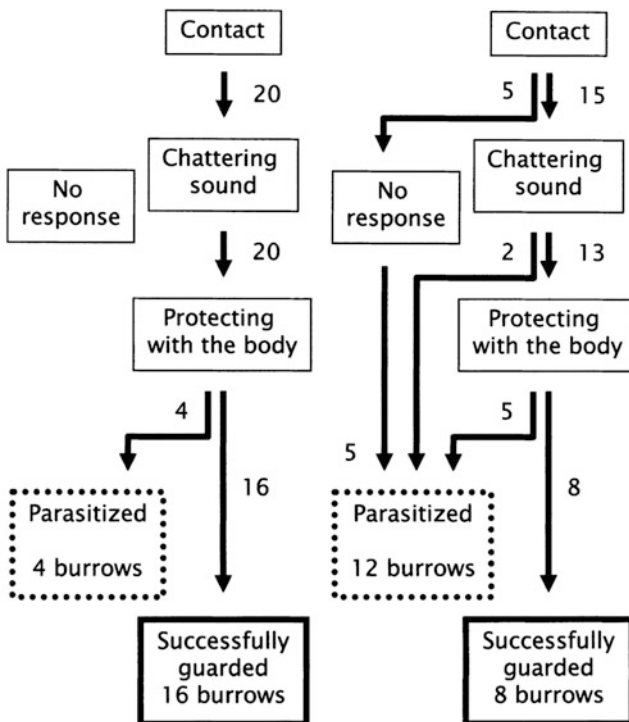 Contact
20
Chattering
sound
No
response
20
Protecting
with the body
4
16
Parasitized
4 burrows
Successfully
guarded
16 burrows
Contact
5
15
Chattering
sound
No
response
2
13
Protecting
with the body
5
5
8
Parasitized
12 burrows
Successfully
guarded
8 burrows